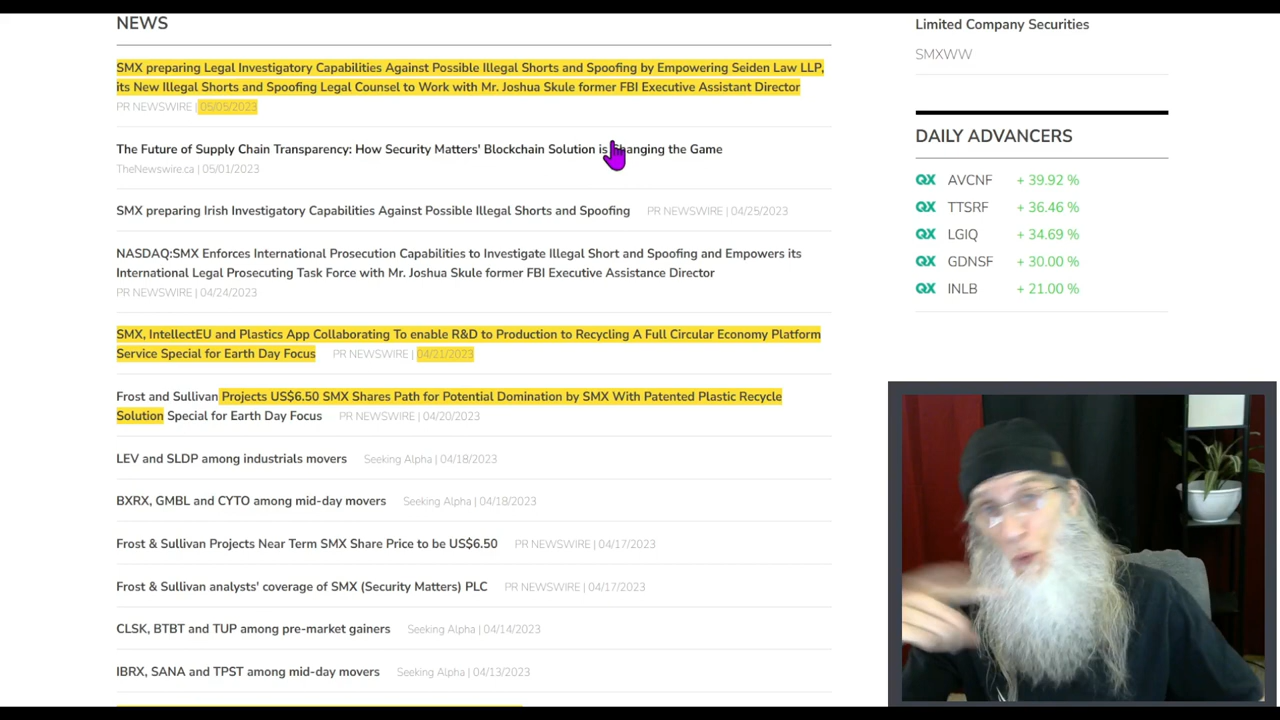 NEWS
SMX preparing Legal Investigatory Capabilities Against Possible Illegal Shorts and Spoofing by Empowering Seiden Law LLP,
its New Illegal Shorts and Spoofing Legal Counsel to Work with Mr. Joshua Skule former FBI Executive Assistant Director
PR NEWSWIRE | 05/05/2023
The Future of Supply Chain Transparency: How Security Matters' Blockchain Solution is Changing the Game
TheNewswire.ca | 05/01/2023
SMX preparing Irish Investigatory Capabilities Against Possible Illegal Shorts and Spoofing PR NEWSWIRE | 04/25/2023
NASDAQ:SMX Enforces International Prosecution Capabilities to Investigate Illegal Short and Spoofing and Empowers its
International Legal Prosecuting Task Force with Mr. Joshua Skule former FBI Executive Assistance Director
PR NEWSWIRE | 04/24/2023
SMX, IntellectEU and Plastics App Collaborating To enable R&D to Production to Recycling A Full Circular Economy Platform
Service Special for Earth Day Focus PR NEWSWIRE | 04/21/2023
Frost and Sullivan Projects US$6.50 SMX Shares Path for Potential Domination by SMX With Patented Plastic Recycle
Solution Special for Earth Day Focus PR NEWSWIRE | 04/20/2023
LEV and SLDP among industrials movers Seeking Alpha | 04/18/2023
BXRX, GMBL and CYTO among mid-day movers Seeking Alpha | 04/18/2023
Frost & Sullivan Projects Near Term SMX Share Price to be US$6.50 PR NEWSWIRE | 04/17/2023
Frost & Sullivan analysts' coverage of SMX (Security Matters) PLC PR NEWSWIRE | 04/17/2023
CLSK, BTBT and TUP among pre-market gainers Seeking Alpha | 04/14/2023
IBRX, SANA and TPST among mid-day movers Seeking Alpha | 04/13/2023
Limited Company Securities
SMXWW
DAILY ADVANCERS
QX AVCNF + 39.92 %
QX TTSRF + 36.46 %
QX LGIQ + 34.69 %
QX GDNSF + 30.00 %
QX INLB + 21.00 %